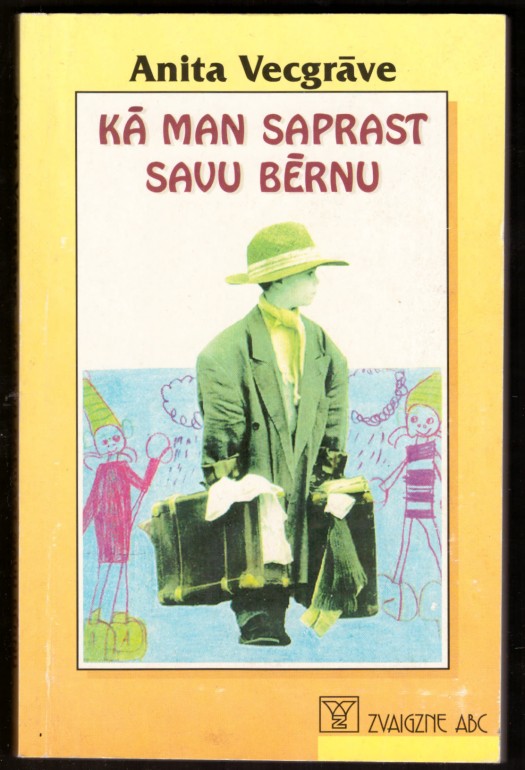 Anita Vecgrāve
KĀ MAN SAPRAST
SAVU BĒRNU
ZVAIGZNE ABC